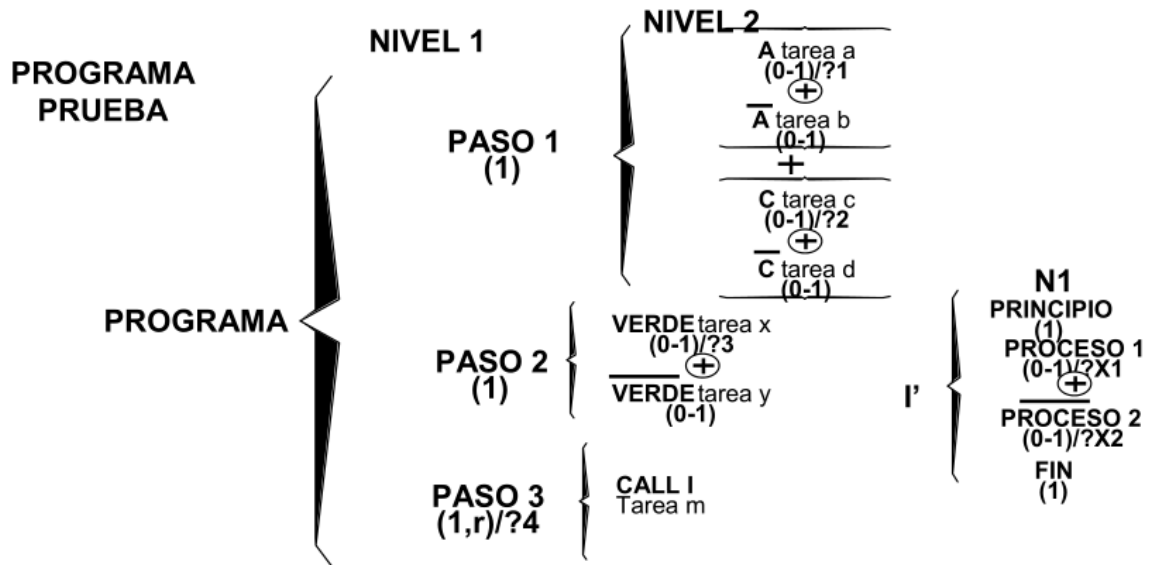 PROGRAMA
PRUEBA
NIVEL 1
NIVEL 2
PASO 1
(1)
A tarea a
(0-1)/?1
+
A tarea b
(0-1)
+
C tarea c
(0-1)/?2
+
C tarea d
(0-1)
PROGRAMA
PASO 2
(1)
VERDE tarea x
(0-1)/?3
+
VERDE tarea y
(0-1)
PASO 3
(1,r)/?4
CALL I
Tarea m
I’
N1
PRINCIPIO
(1)
PROCESO 1
(0-1)/?X1
+
PROCESO 2
(0-1)/?X2
FIN
(1)